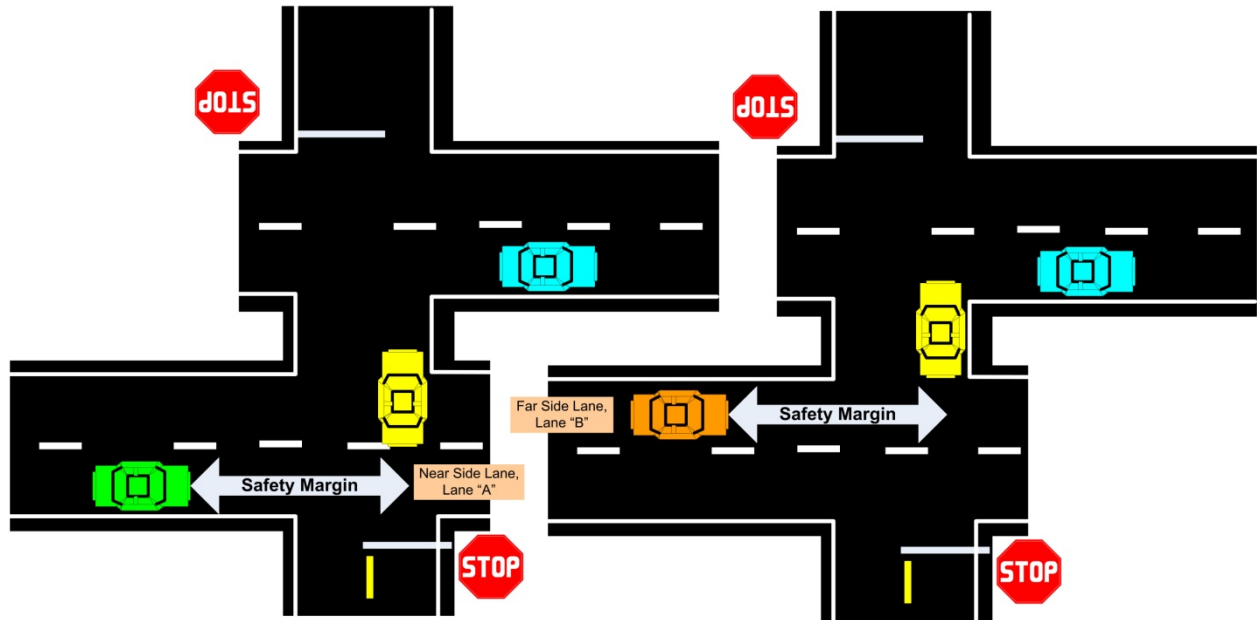 STOP
STOP
Far Side Lane,
Lane "B"
Safety Margin
Safety Margin
Near Side Lane,
Lane "A"
STOP
STOP